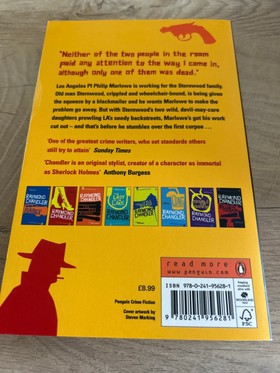 "Neither of the two people in the room
paid any attention to the way I came in,
although only one of them was dead."
Los Angeles PI Philip Marlowe is working for the Sternwood family.
Old man Sternwood, crippled and wheelchair-bound, is being given
the squeeze by a blackmailer and he wants Marlowe to make the
problem go away. But with Sternwood's two wild, devil-may-care
daughters prowling LA's seedy backstreets, Marlowe's got his work
cut out – and that's before he stumbles over the first corpse . . .
'One of the greatest crime writers, who set standards others
still try to attain' Sunday Times
'Chandler is an original stylist, creator of a character as immortal
as Sherlock Holmes' Anthony Burgess
RAYMOND CHANDLER
RAYMOND CHANDLER
RAYMOND CHANDLER
RAYMOND CHANDLER
RAYMOND CHANDLER
RAYMOND CHANDLER
RAYMOND CHANDLER
read more
www.penguin.com
ISBN 978-0-241-95628-1
£8.99
Penguin Crime Fiction
Cover artwork by
Steven Marking
9 780241 956281
FSC